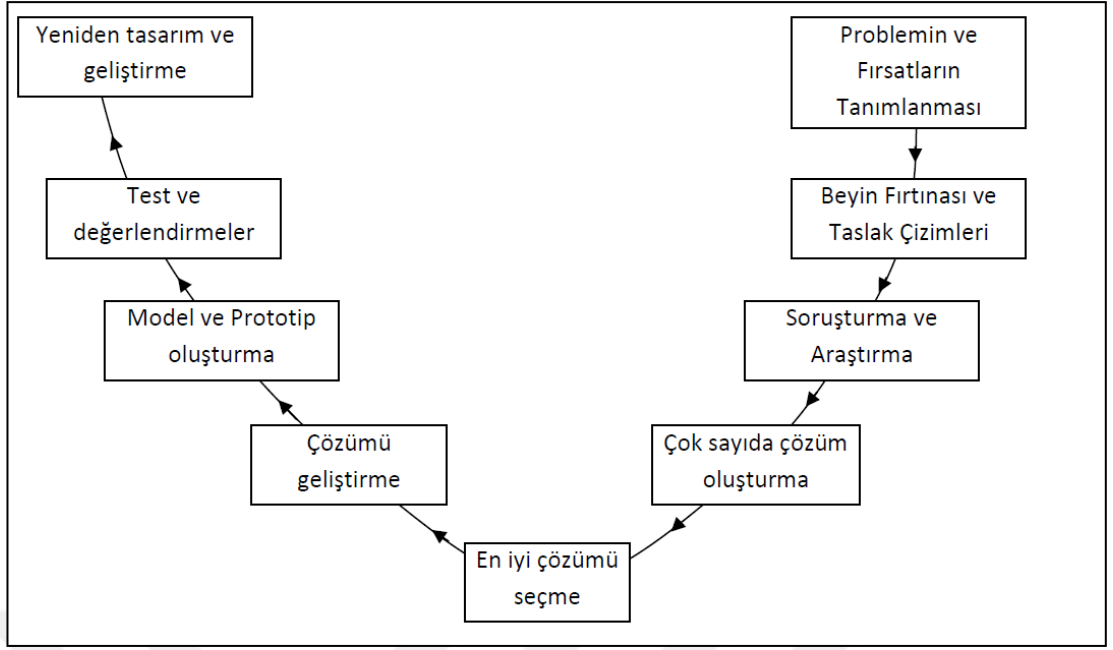 Problemin ve
Fırsatların
Tanımlanması
Beyin Fırtınası ve
Taslak Çizimleri
Soruşturma ve
Araştırma
Çok sayıda çözüm
oluşturma
En iyi çözümü
seçme
Çözümü
geliştirme
Model ve Prototip
oluşturma
Test ve
değerlendirmeler
Yeniden tasarım ve
geliştirme